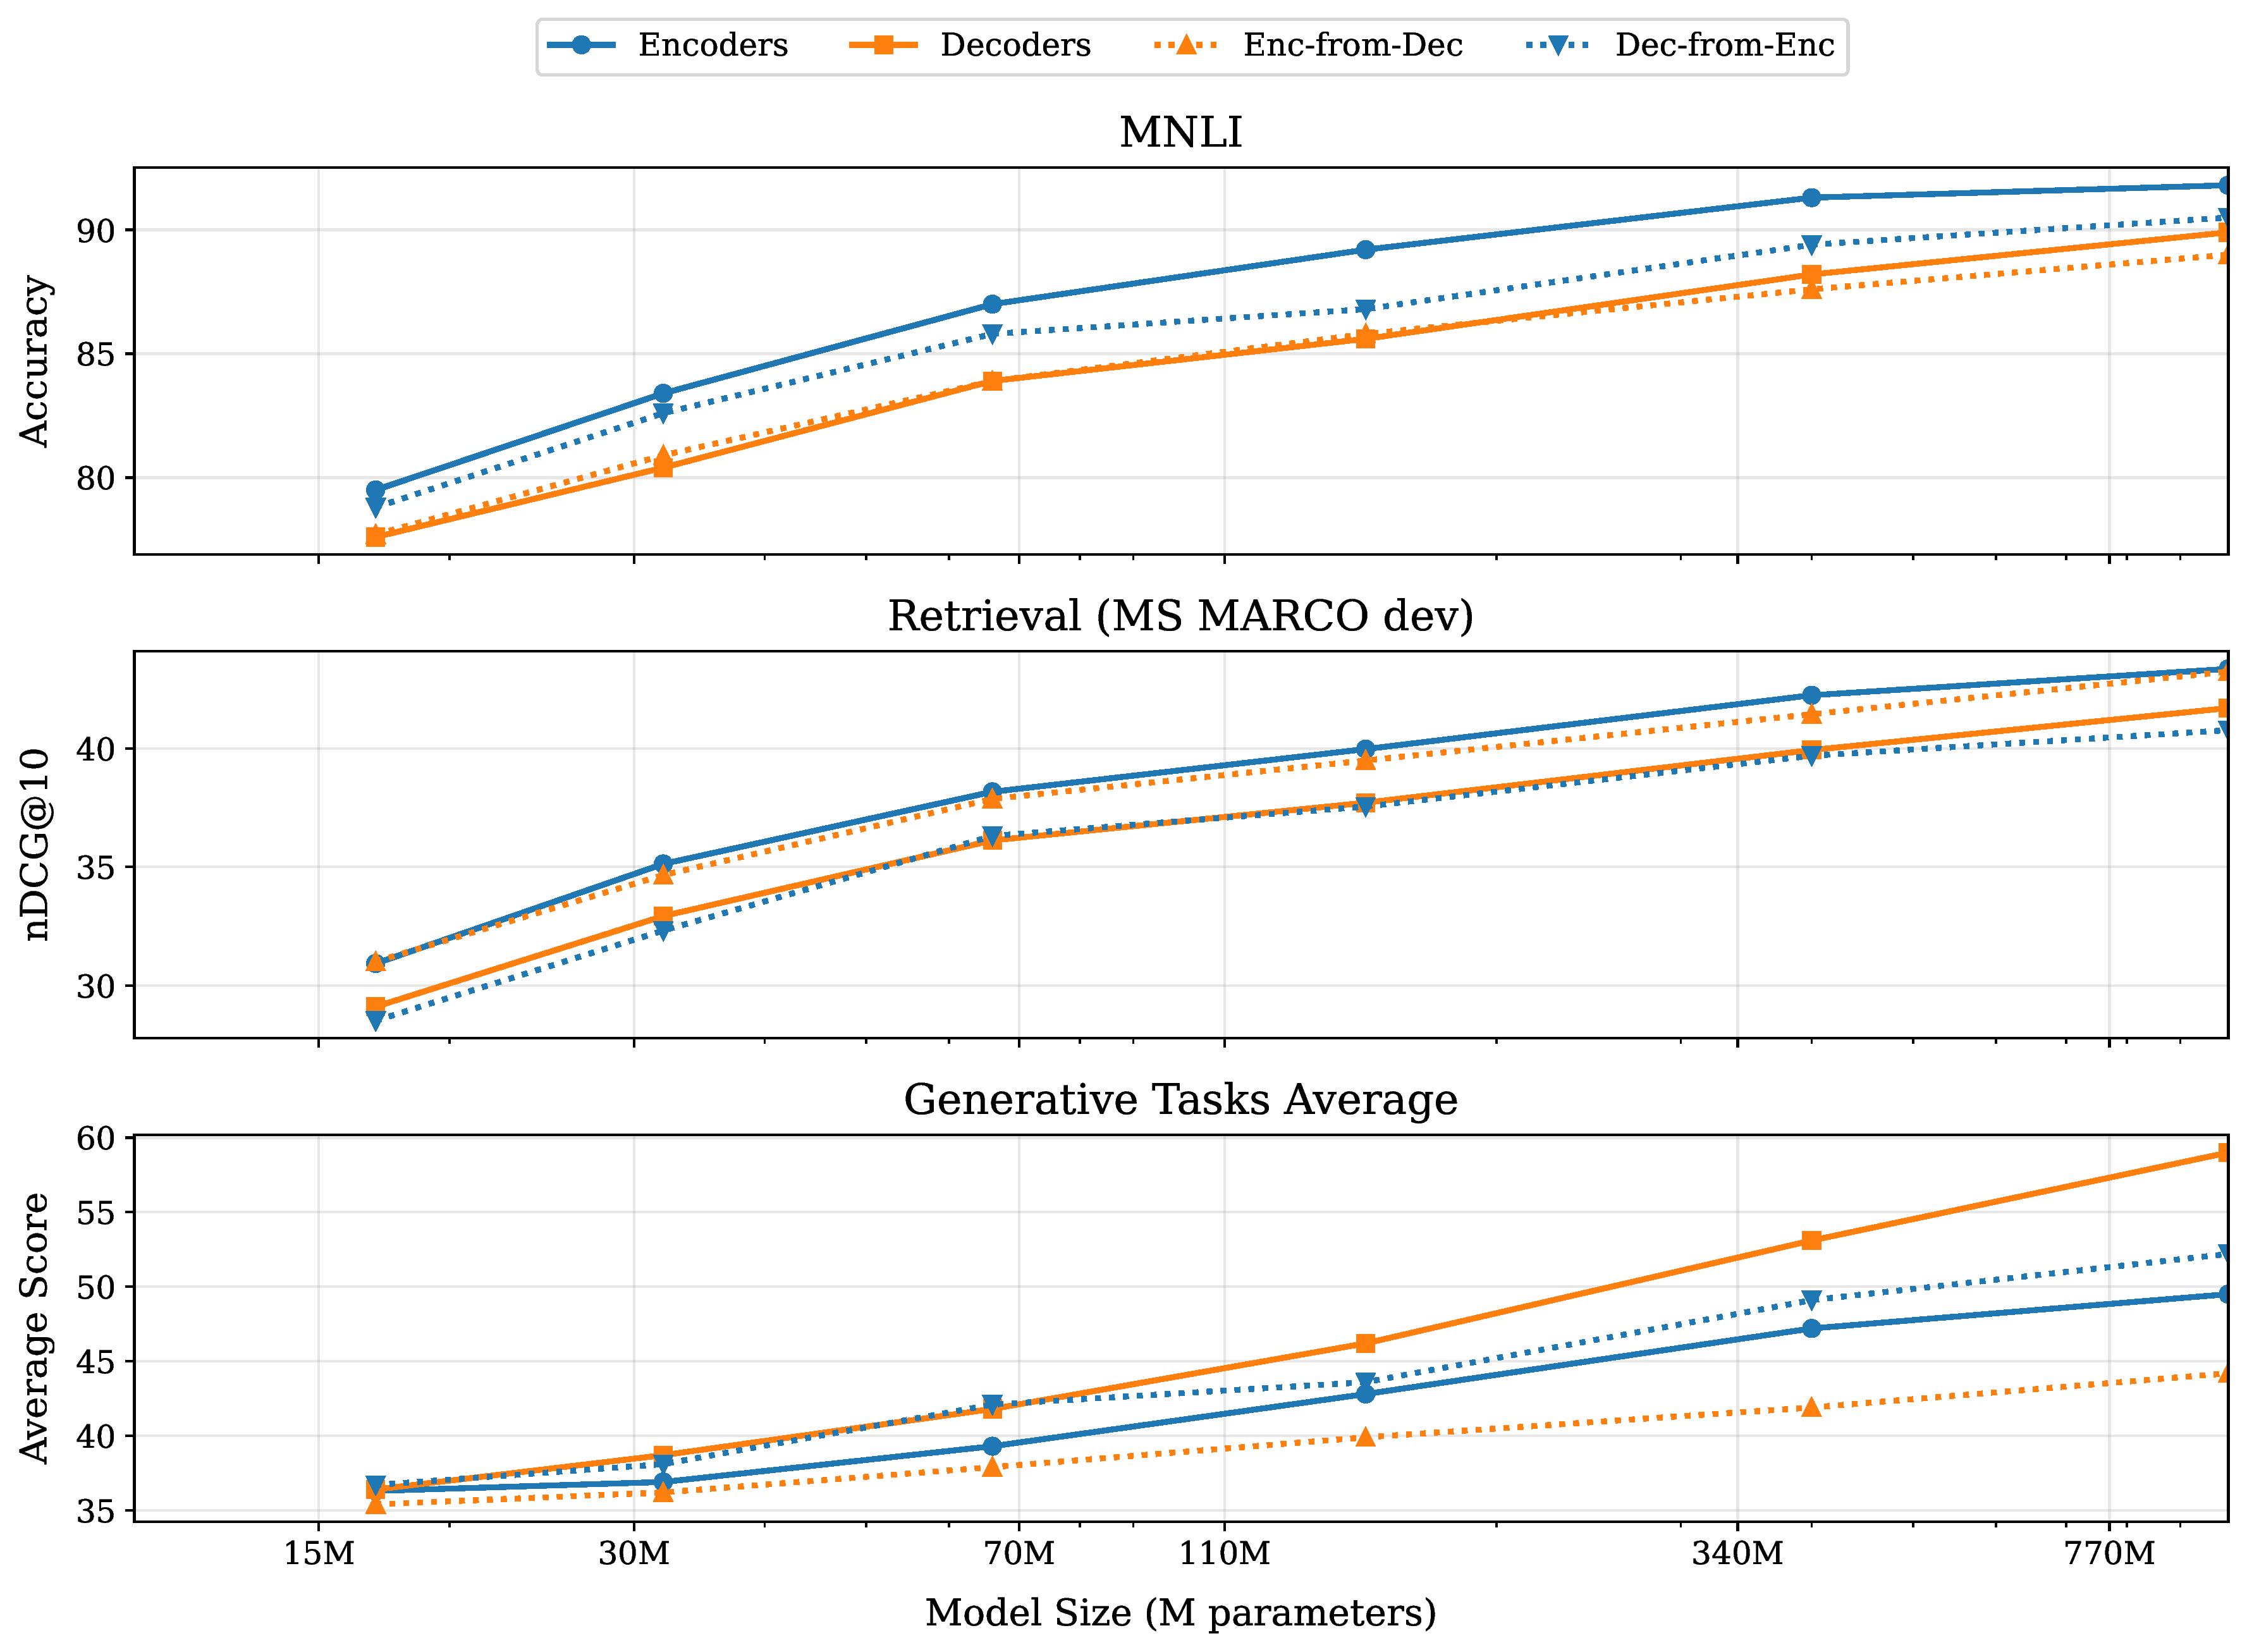 Encoders Decoders Enc-from-Dec Dec-from-Enc
MNLI
Accuracy
90
85
80
Retrieval (MS MARCO dev)
nDCG@10
40
35
30
Generative Tasks Average
Average Score
60
55
50
45
40
35
15M 30M 70M 110M 340M 770M
Model Size (M parameters)